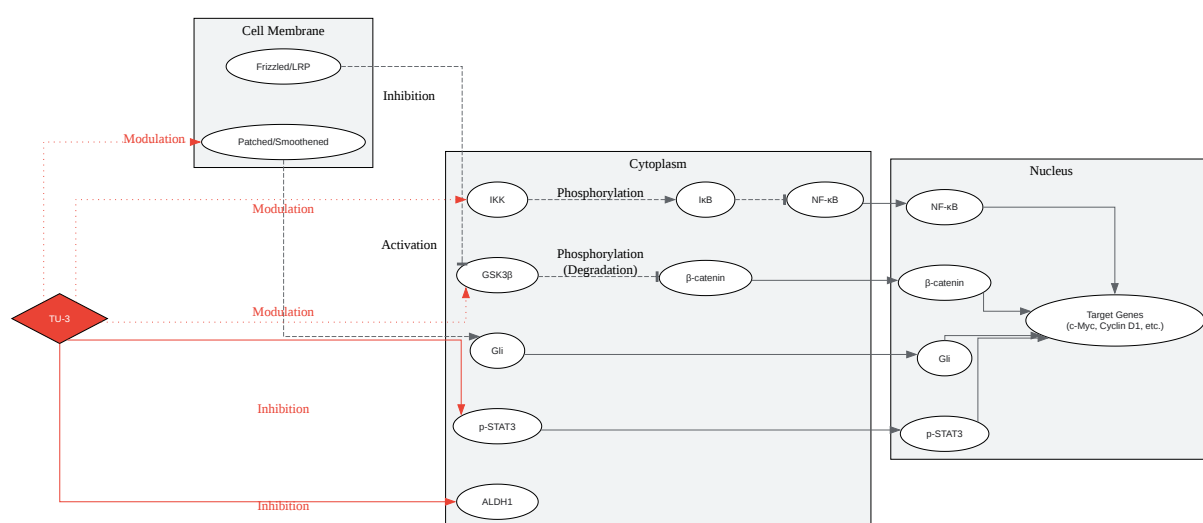 Cell Membrane
Frizzled/LRP
Inhibition
Modulation
Patched/Smoothened
Cytoplasm
Nucleus
IKK
Phosphorylation
IκB
NF-κB
NF-κB
Modulation
Activation
Phosphorylation
(Degradation)
GSK3β
β-catenin
β-catenin
Modulation
TU-3
Target Genes
(c-Myc, Cyclin D1, etc.)
Gli
Gli
Inhibition
p-STAT3
p-STAT3
ALDH1
Inhibition